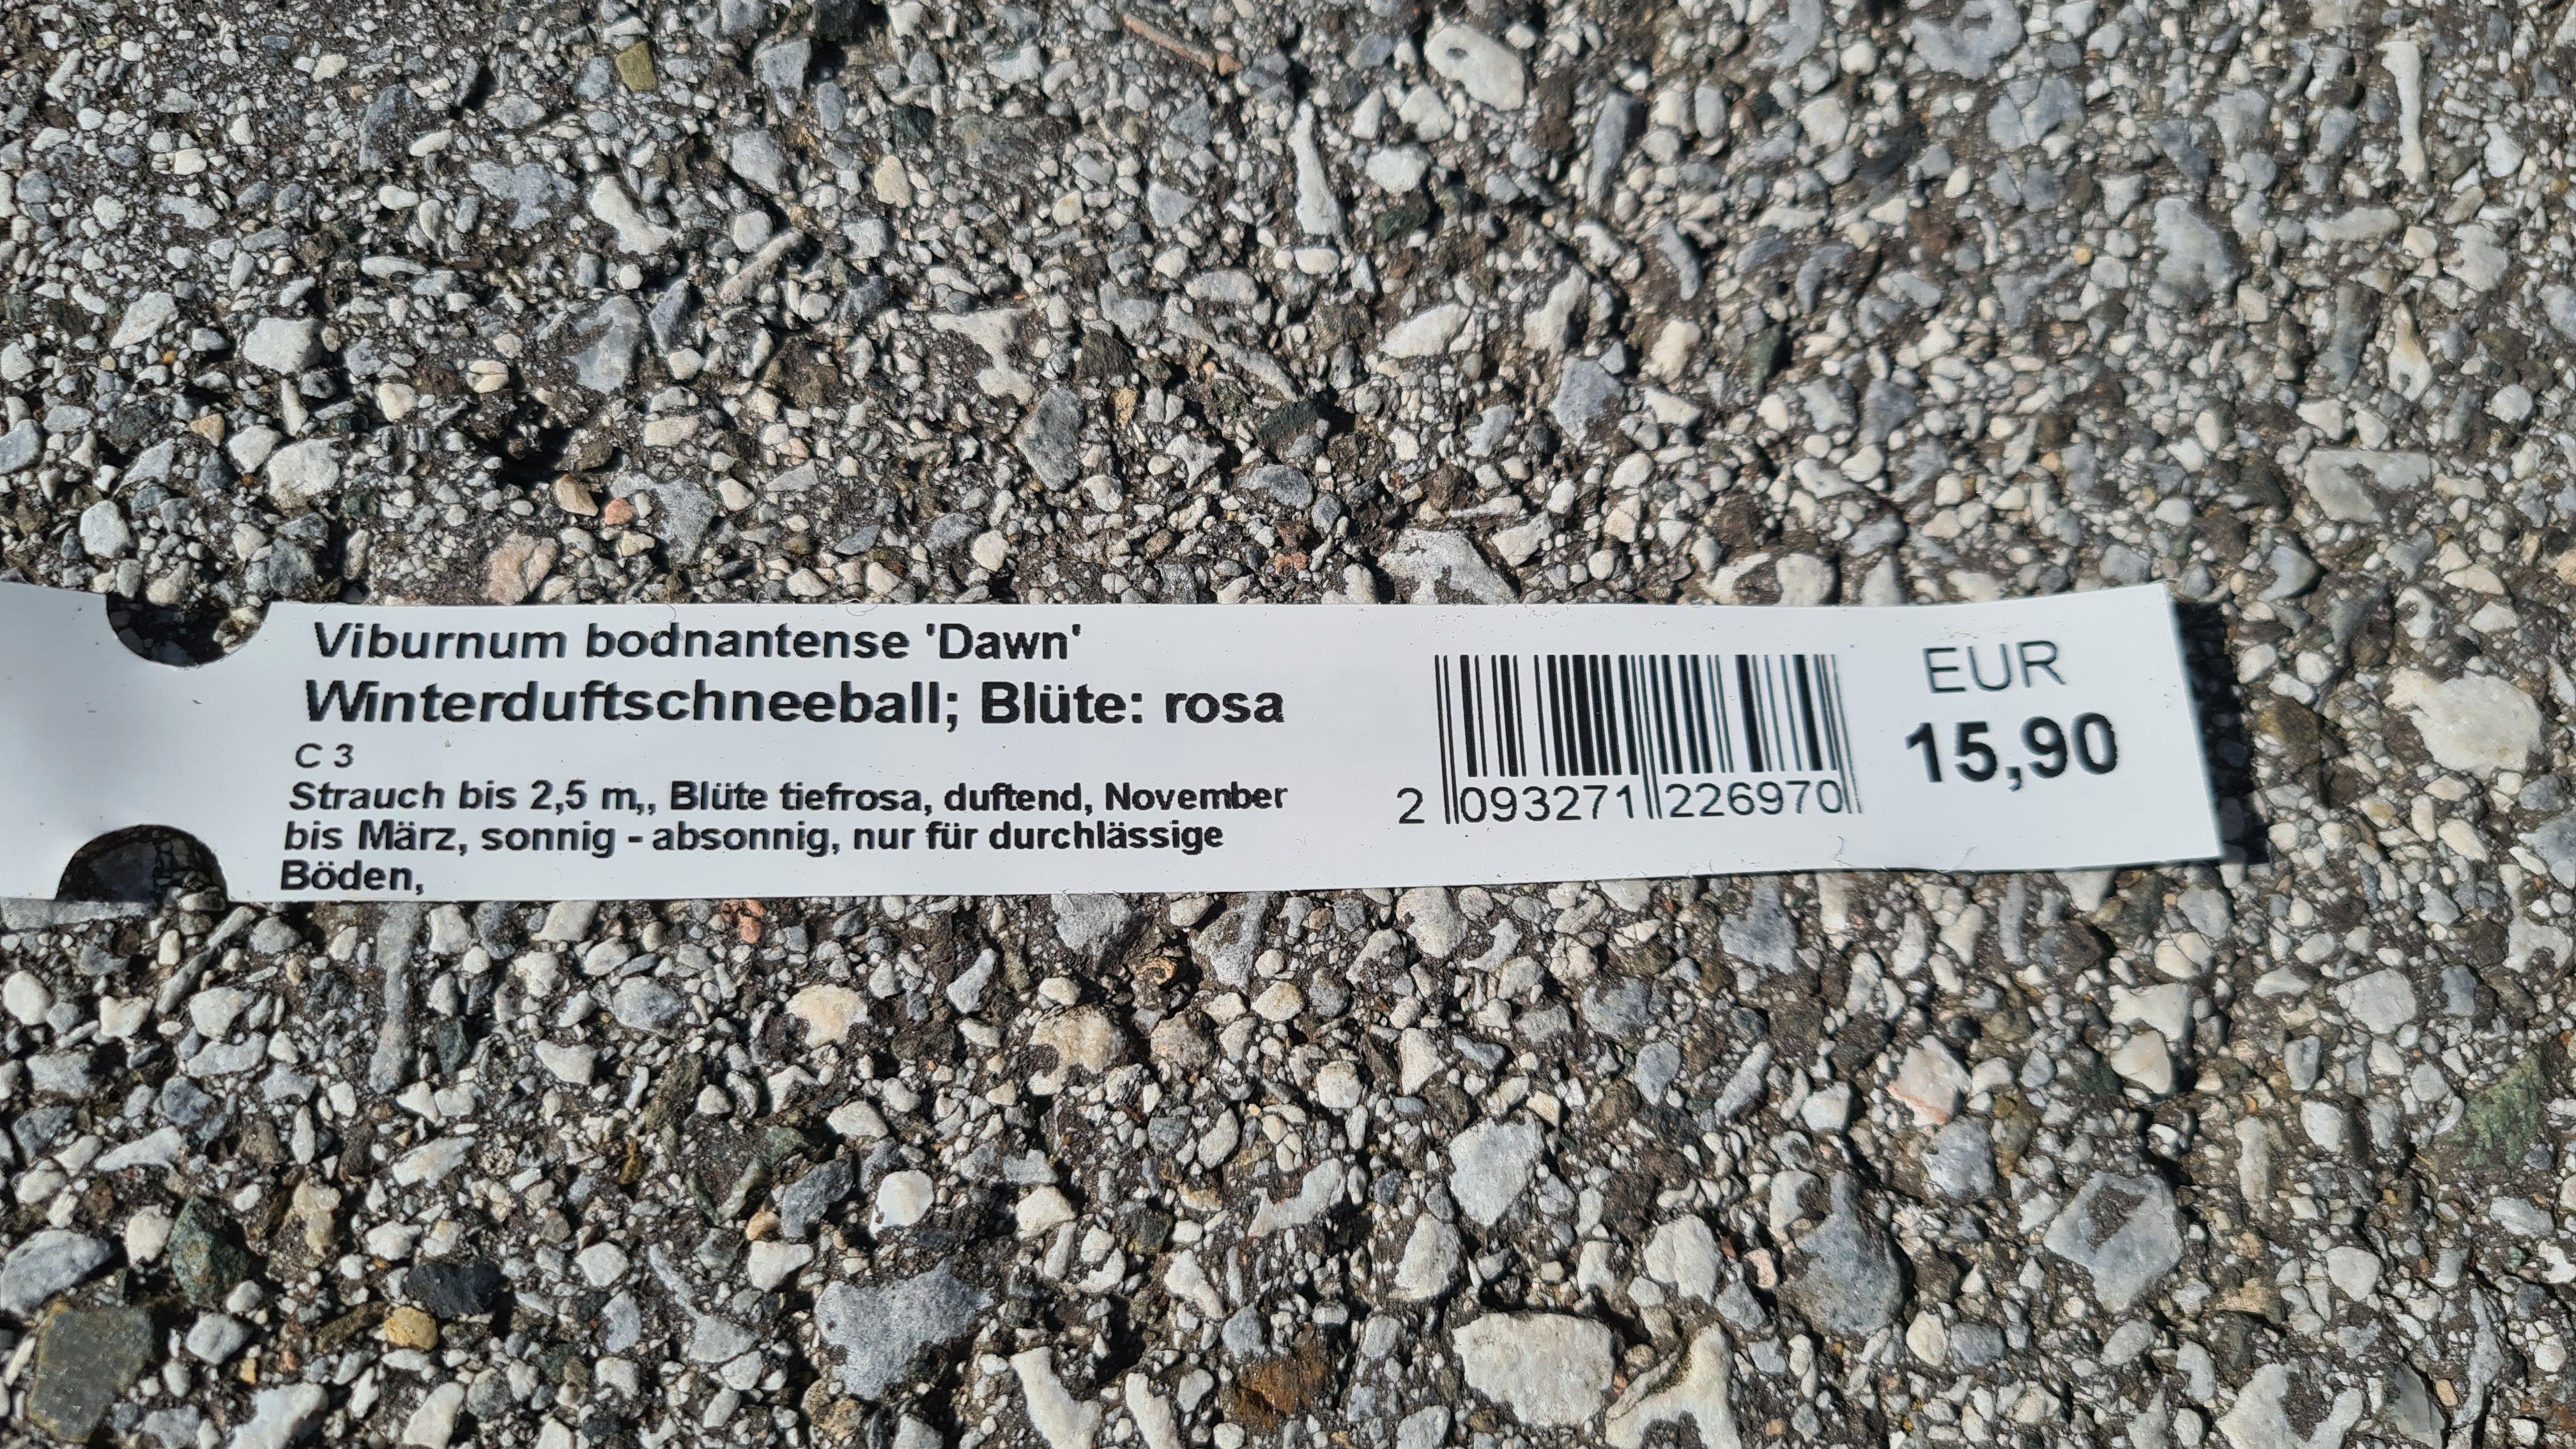 Viburnum bodnantense 'Dawn'
Winterduftschneeball; Blüte: rosa
C 3
Strauch bis 2,5 m,, Blüte tiefrosa, duftend, November
bis März, sonnig - absonnig, nur für durchlässige
Böden,
2 093271 226970
EUR
15,90